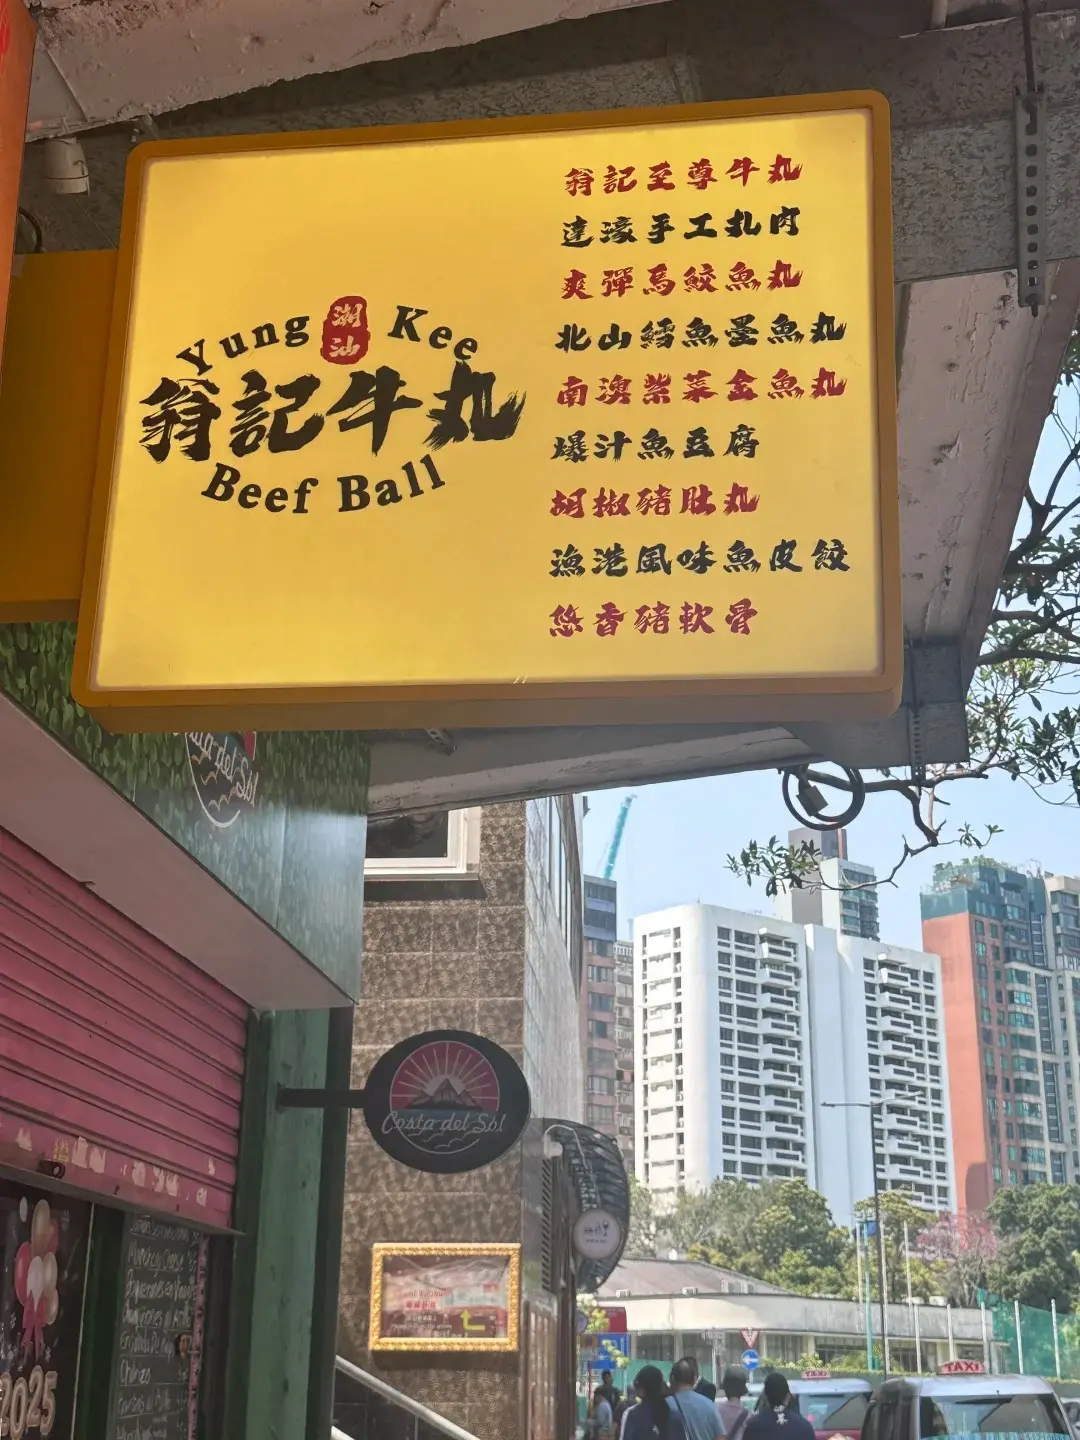 Yung 潮汕 Kee
翁記牛丸
Beef Ball
翁記至尊牛丸
達濠手工扎肉
爽彈馬鮫魚丸
北山鱈魚墨魚丸
南澳紫菜金魚丸
爆汁魚豆腐
胡椒豬肚丸
漁港風味魚皮餃
悠香豬軟骨
Costa del Sol
2025
TAXI
TAXI